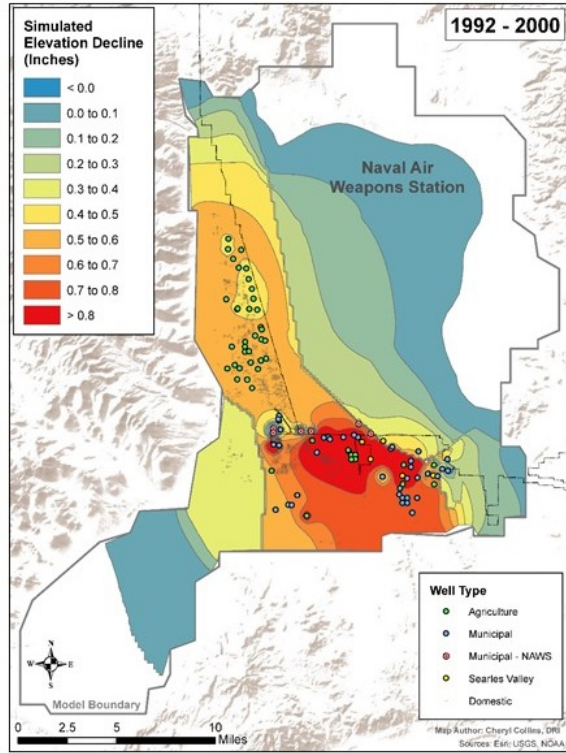 Simulated
Elevation Decline
(Inches)
< 0.0
0.0 to 0.1
0.1 to 0.2
0.2 to 0.3
0.3 to 0.4
0.4 to 0.5
0.5 to 0.6
0.6 to 0.7
0.7 to 0.8
> 0.8
1992 - 2000
Naval Air
Weapons Station
Well Type
Agriculture
Municipal
Municipal - NAWS
Searles Valley
Domestic
N
W E
S
Model Boundary
0 2.5 5 10
Miles
Map Author: Cheryl Collins, DRI
Sources: Esri, USGS, NOAA